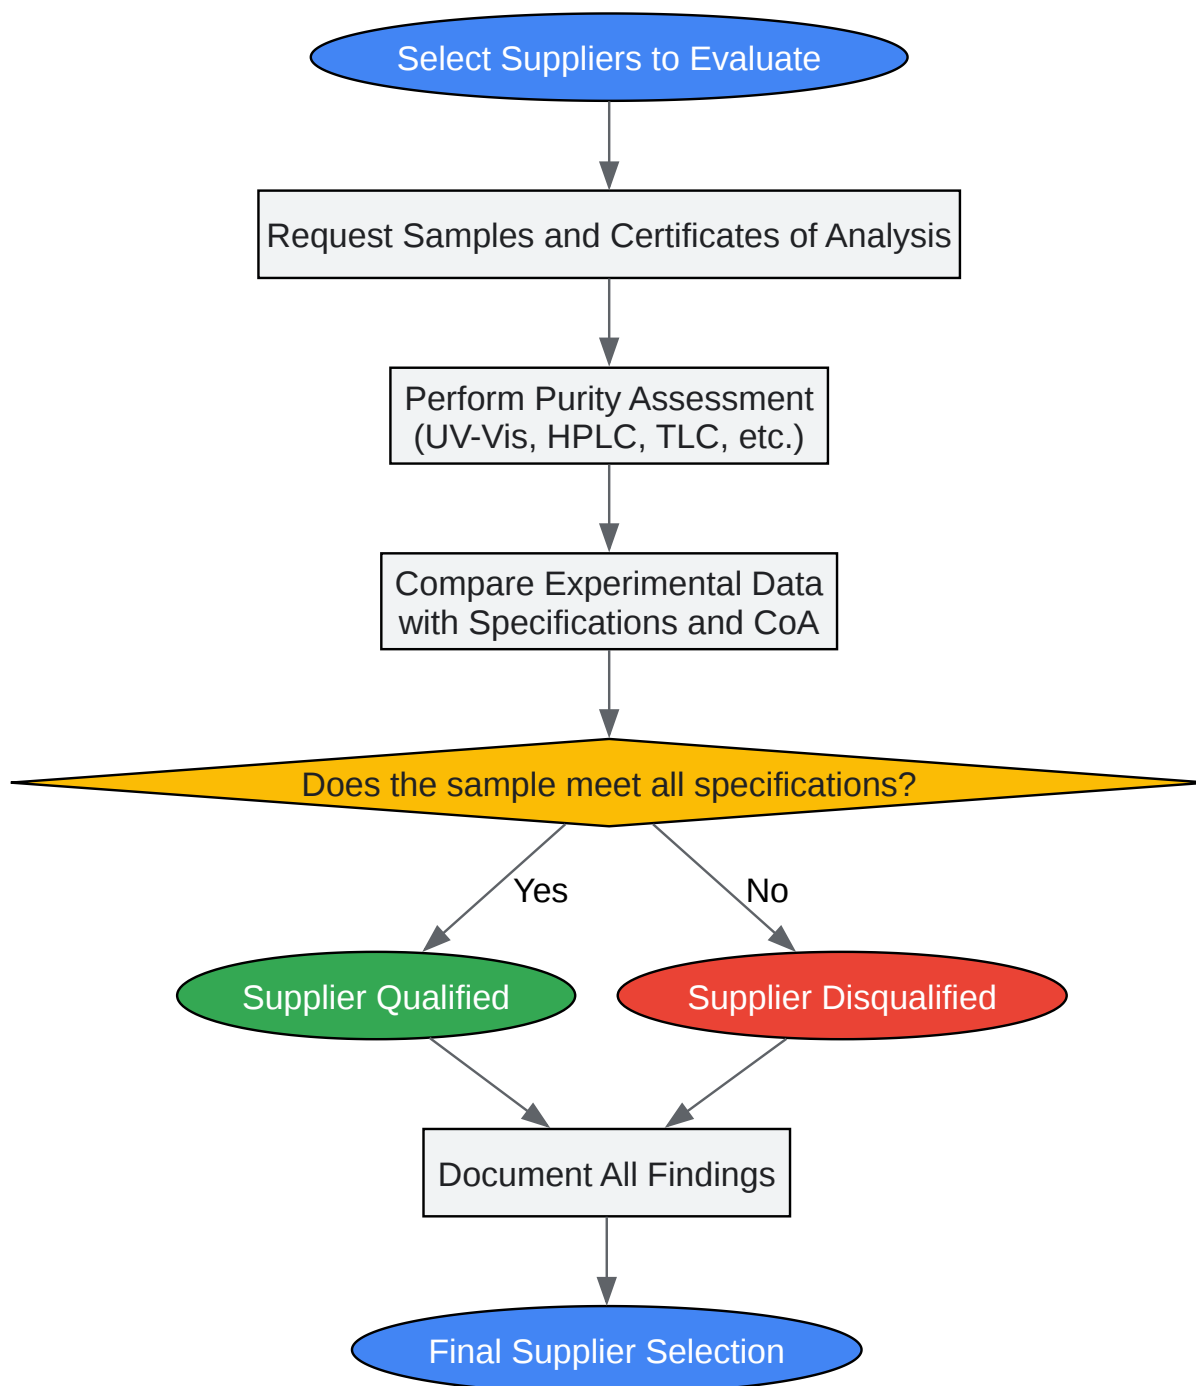 Select Suppliers to Evaluate
Request Samples and Certificates of Analysis
Perform Purity Assessment
(UV-Vis, HPLC, TLC, etc.)
Compare Experimental Data
with Specifications and CoA
Does the sample meet all specifications?
Yes
No
Supplier Qualified
Supplier Disqualified
Document All Findings
Final Supplier Selection